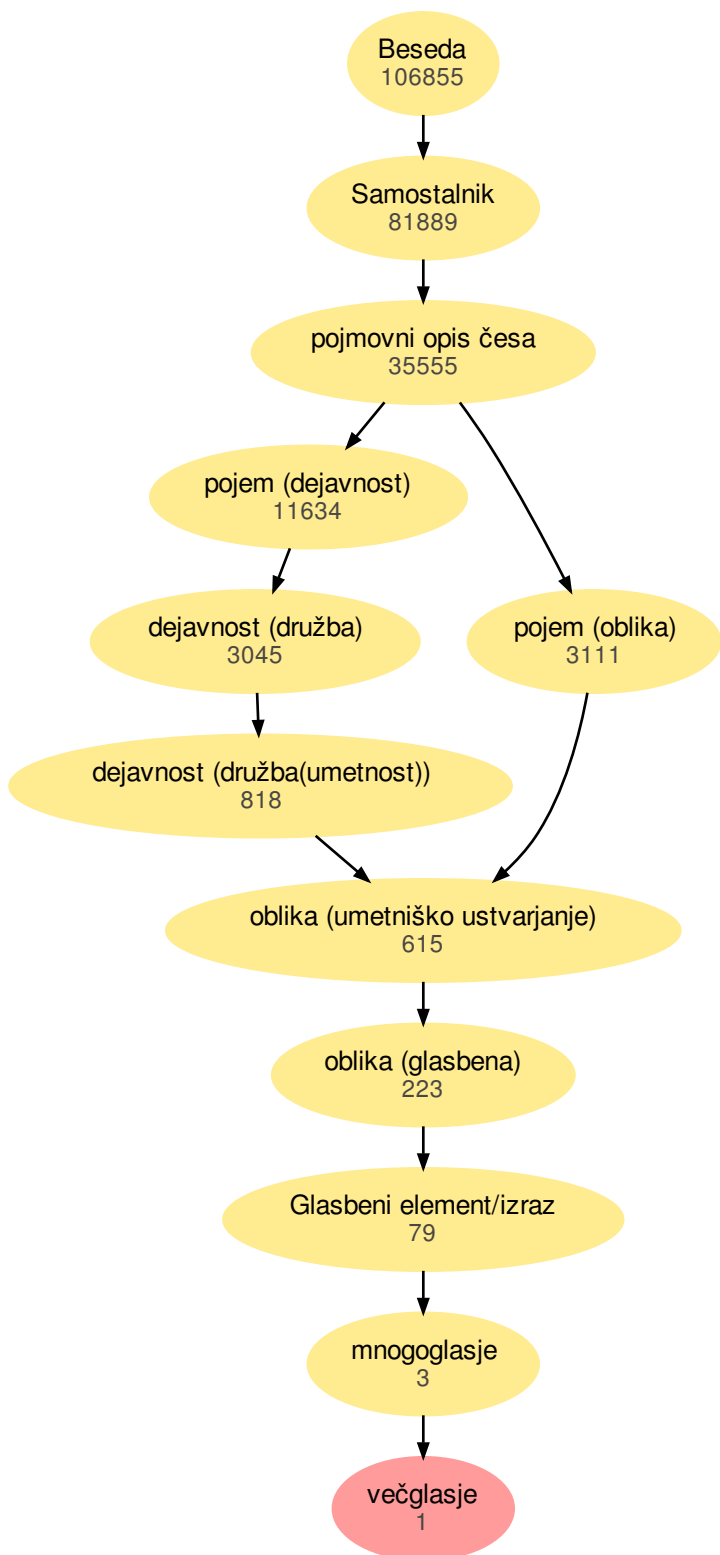 Beseda
106855
Samostalnik
81889
pojmovni opis česa
35555
pojem (dejavnost)
11634
dejavnost (družba)
3045
pojem (oblika)
3111
dejavnost (družba(umetnost))
818
oblika (umetniško ustvarjanje)
615
oblika (glasbena)
223
Glasbeni element/izraz
79
mnogoglasje
3
večglasje
1